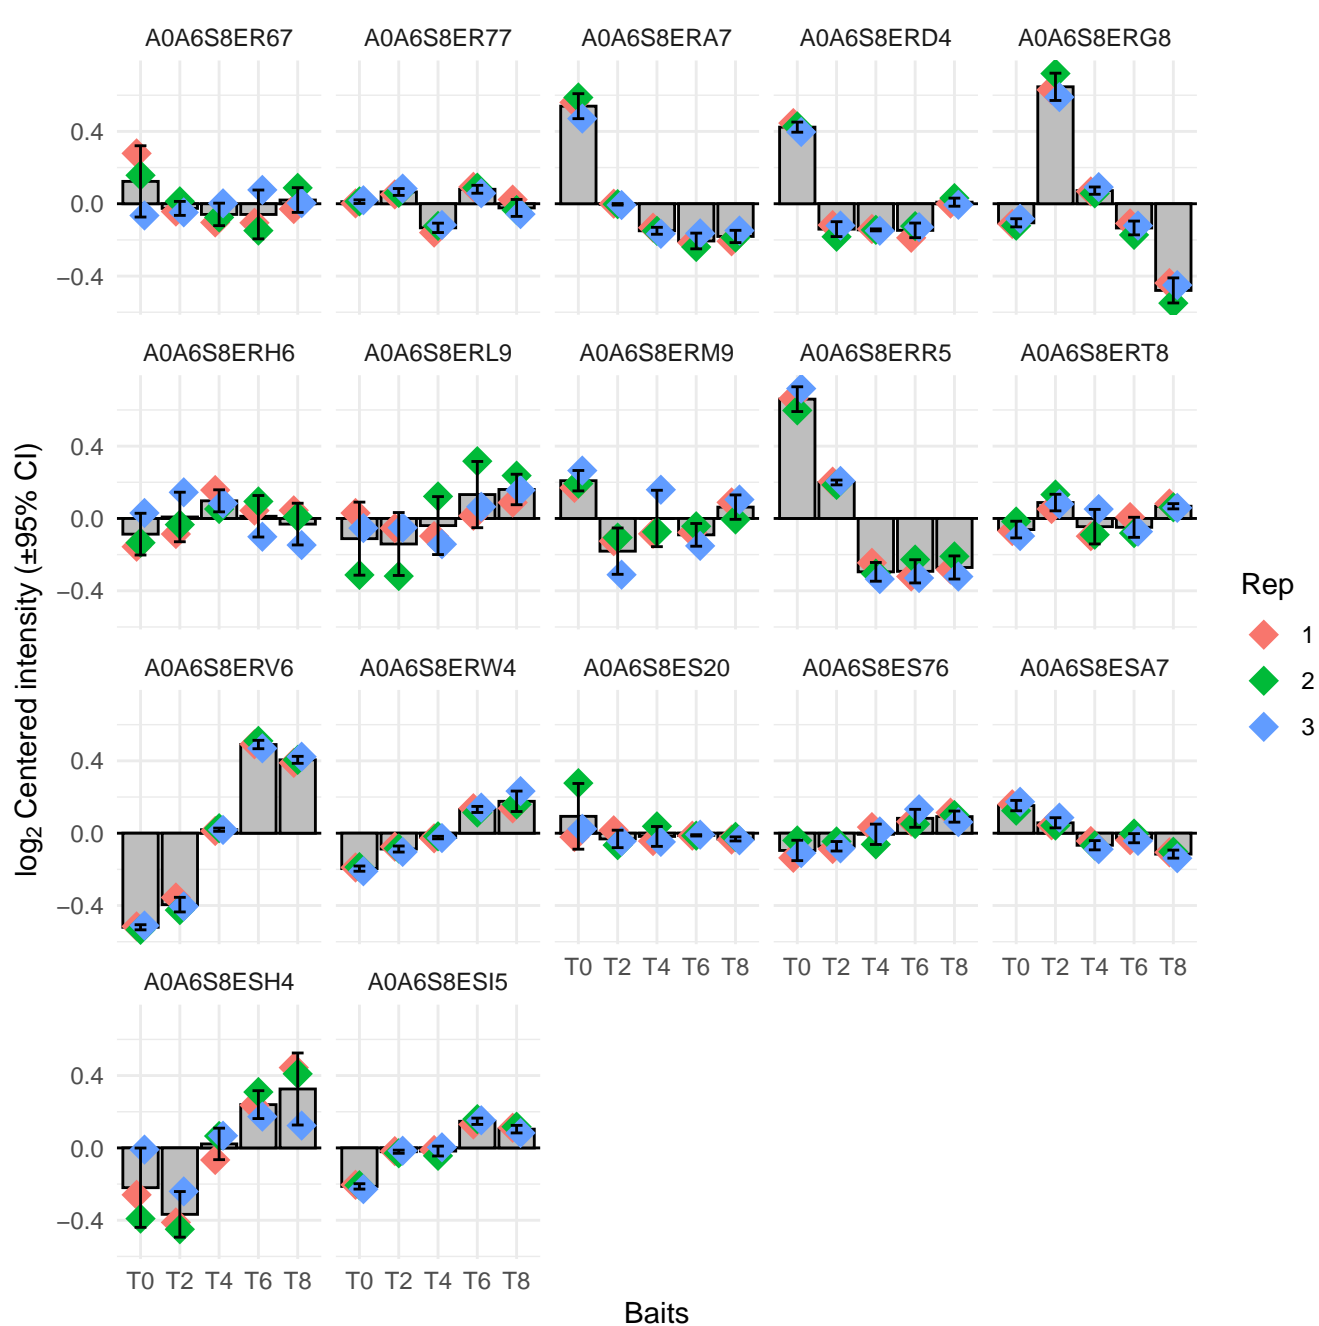 A0A6S8ER67 A0A6S8ER77 A0A6S8ERA7 A0A6S8ERD4 A0A6S8ERG8
0.4
0.0
−0.4
A0A6S8ERH6 A0A6S8ERL9 A0A6S8ERM9 A0A6S8ERR5 A0A6S8ERT8
0.4
0.0
−0.4
A0A6S8ERV6 A0A6S8ERW4 A0A6S8ES20 A0A6S8ES76 A0A6S8ESA7
0.4
0.0
−0.4
T0 T2 T4 T6 T8 T0 T2 T4 T6 T8 T0 T2 T4 T6 T8
A0A6S8ESH4 A0A6S8ESI5
0.4
0.0
−0.4
T0 T2 T4 T6 T8 T0 T2 T4 T6 T8
Baits
log2 Centered intensity (±95% CI)
Rep
1
2
3